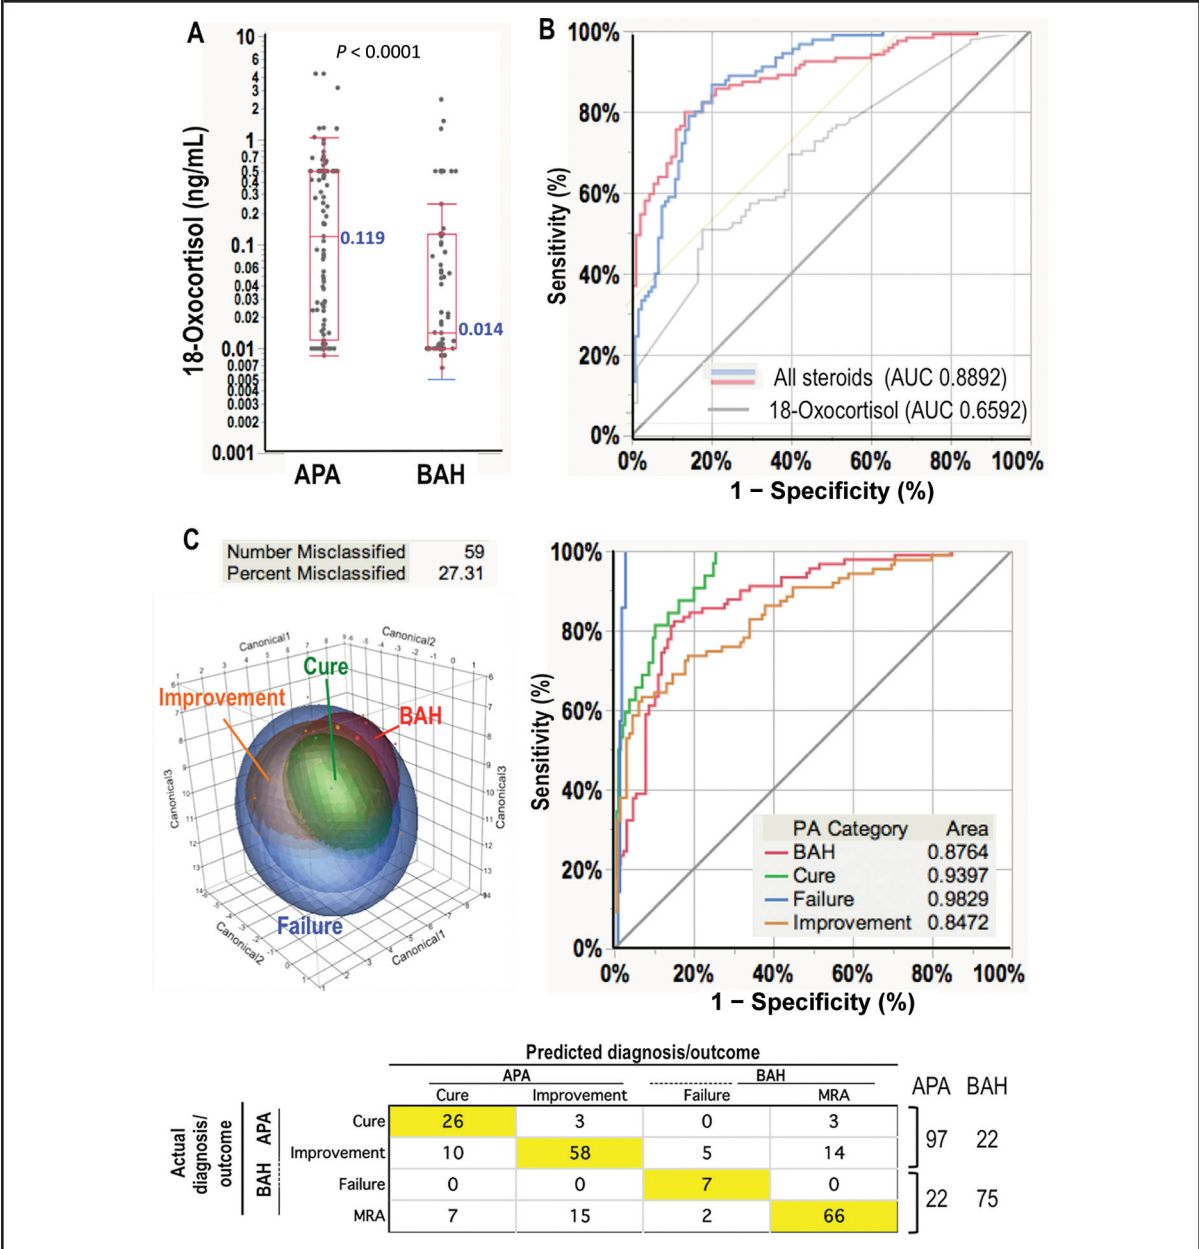 A
P < 0.0001
18-Oxocortisol (ng/mL)
10
6
4
3
2
1
0.7
0.5
0.4
0.3
0.2
0.1
0.06
0.04
0.03
0.02
0.01
0.007
0.005
0.004
0.003
0.002
0.001
0.119
0.014
APA BAH
B
Sensitivity (%)
100%
80%
60%
40%
20%
0%
All steroids (AUC 0.8892)
18-Oxocortisol (AUC 0.6592)
0% 20% 40% 60% 80% 100%
1 − Specificity (%)
C
Number Misclassified 59
Percent Misclassified 27.31
Canonical1
Canonical2
Cure
Improvement
BAH
Canonical3
Canonical3
Failure
Canonical2
Canonical1
Sensitivity (%)
100%
80%
60%
40%
20%
0%
PA Category Area
BAH 0.8764
Cure 0.9397
Failure 0.9829
Improvement 0.8472
0% 20% 40% 60% 80% 100%
1 − Specificity (%)
Predicted diagnosis/outcome
APA BAH
Cure Improvement Failure MRA
APA BAH
Actual
diagnosis/
outcome
APA
BAH
Cure 26 3 0 3
Improvement 10 58 5 14
97 22
Failure 0 0 7 0
MRA 7 15 2 66
22 75